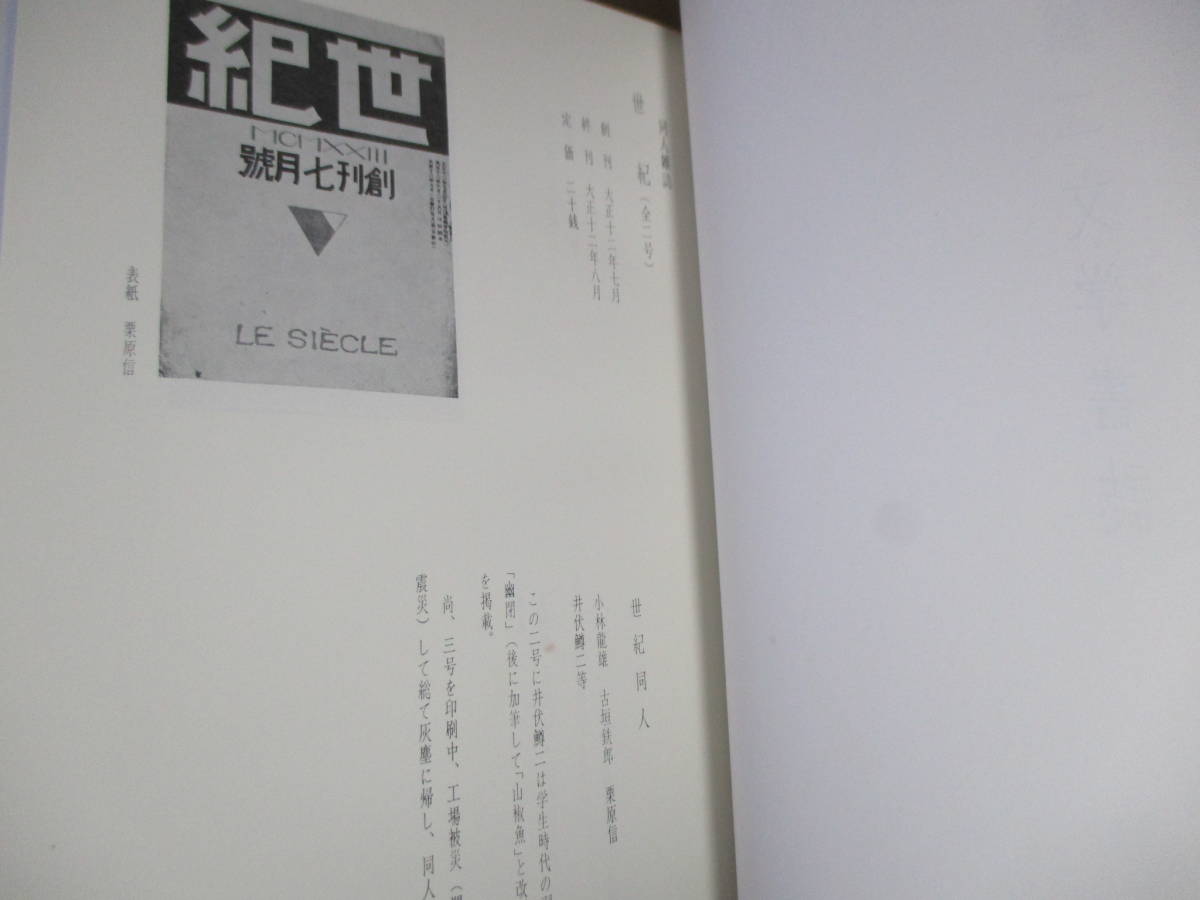 同人雑誌
世紀（全二号）
創刊 大正十二年七月
終刊 大正十二年八月
定価 二十銭
世紀
MCMXXIII
創刊七月號
LE SIÈCLE
表紙 栗原信
世紀同人
小林龍雄 古垣鉄郎 栗原信
井伏鱒二等
この二号に井伏鱒二は学生時代の
「幽閉」（後に加筆して「山椒魚」と改
を掲載。
尚、三号を印刷中、工場被災（
震災）して総て灰塵に帰し、同人